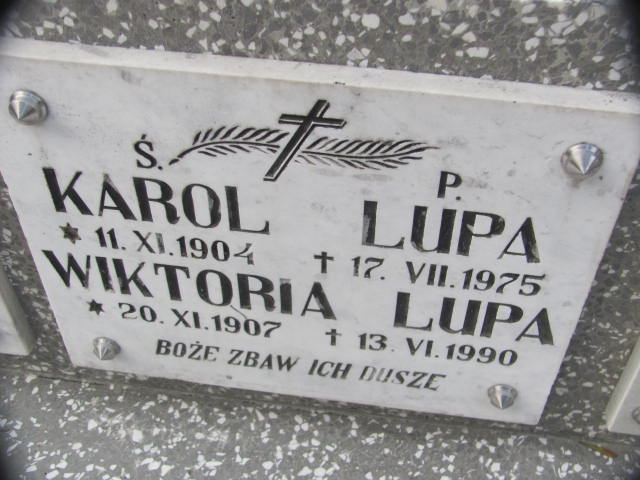 Ś. P.
KAROL LUPA
* 11. XI. 1904 † 17. VII. 1975
WIKTORIA LUPA
* 20. XI. 1907 † 13. VI. 1990
BOŻE ZBAW ICH DUSZE